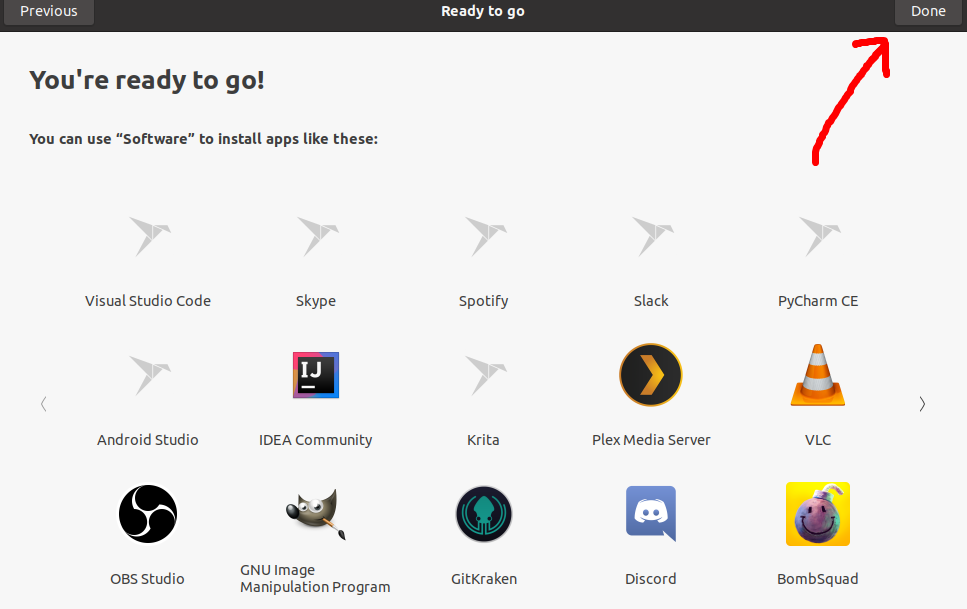 Previous
Ready to go
Done
You're ready to go!
You can use “Software” to install apps like these:
Visual Studio Code
Skype
Spotify
Slack
PyCharm CE
IJ
Android Studio
IDEA Community
Krita
Plex Media Server
VLC
OBS Studio
GNU Image
Manipulation Program
GitKraken
Discord
BombSquad